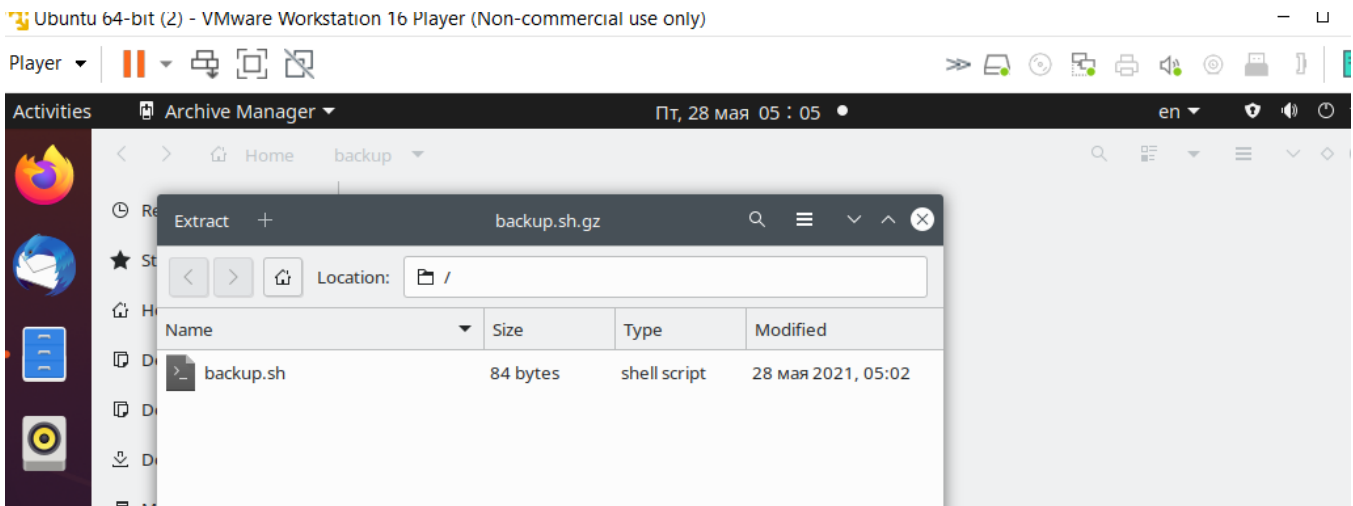 Ubuntu 64-bit (2) - VMware Workstation 16 Player (Non-commercial use only)
Player
Activities Archive Manager Пт, 28 мая 05:05 en
Home backup
Re
Extract backup.sh.gz
St
Location: /
Name Size Type Modified
backup.sh 84 bytes shell script 28 мая 2021, 05:02